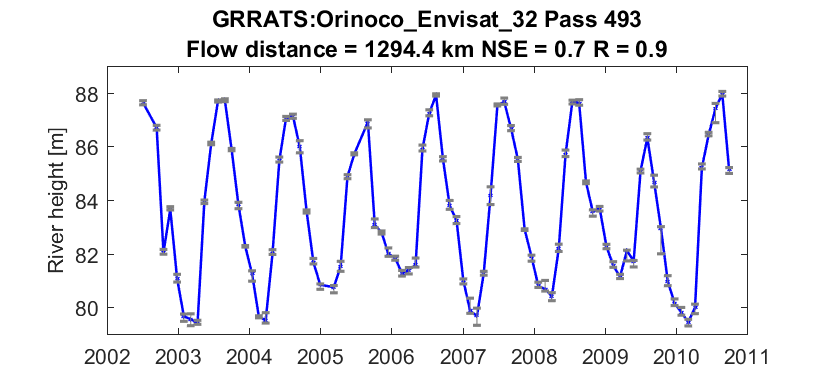 GRRATS:Orinoco_Envisat_32 Pass 493
Flow distance = 1294.4 km NSE = 0.7 R = 0.9
River height [m]
88
86
84
82
80
2002 2003 2004 2005 2006 2007 2008 2009 2010 2011